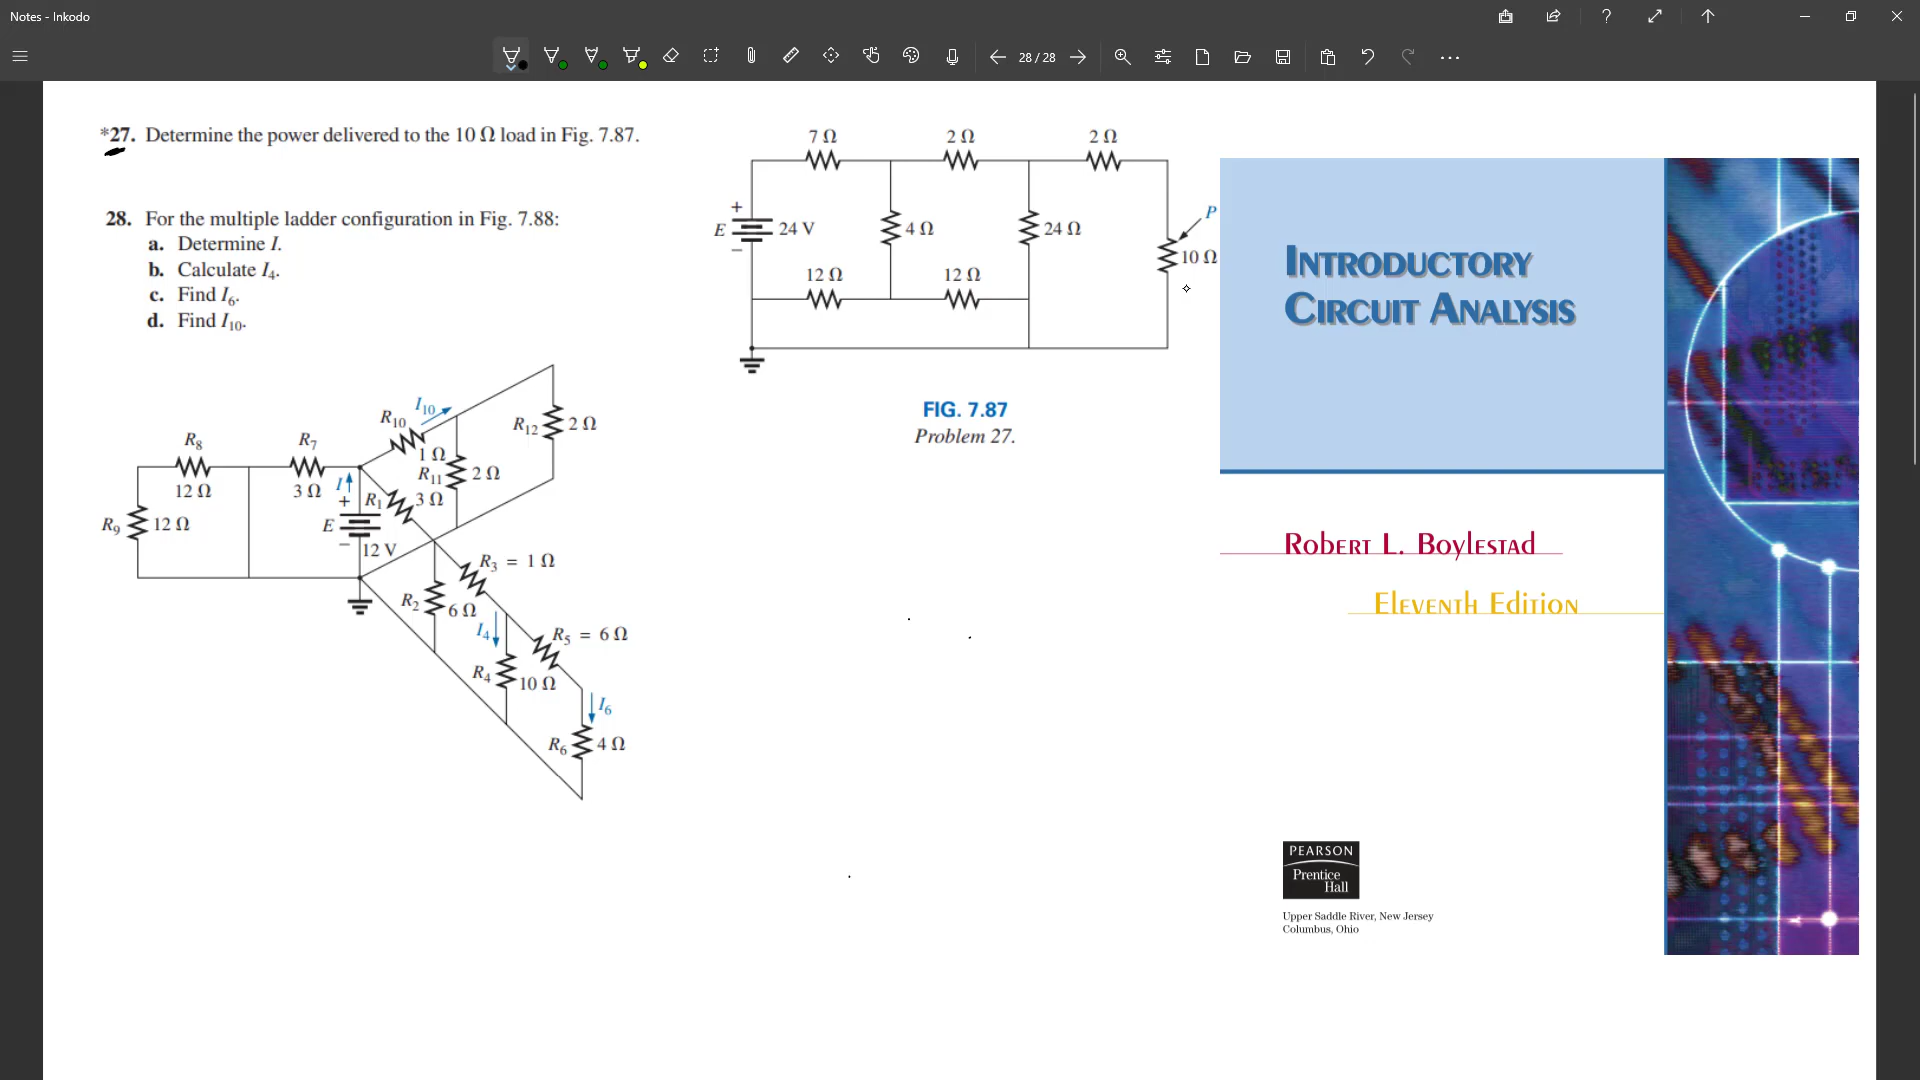 Notes - Inkodo
28 / 28
*27. Determine the power delivered to the 10 Ω load in Fig. 7.87.
28. For the multiple ladder configuration in Fig. 7.88:
a. Determine I.
b. Calculate I4.
c. Find I6.
d. Find I10.
7 Ω
2 Ω
2 Ω
+
E
24 V
−
4 Ω
24 Ω
P
10 Ω
12 Ω
12 Ω
FIG. 7.87
Problem 27.
R8
12 Ω
R9
12 Ω
R7
3 Ω
I
+
E
−
12 V
R10
I10
1 Ω
R11
2 Ω
R12
2 Ω
R1
3 Ω
R3 = 1 Ω
R2
6 Ω
I4
R5 = 6 Ω
R4
10 Ω
I6
R6
4 Ω
INTRODUCTORY
CIRCUIT ANALYSIS
Robert L. Boylestad
Eleventh Edition
PEARSON
Prentice
Hall
Upper Saddle River, New Jersey
Columbus, Ohio